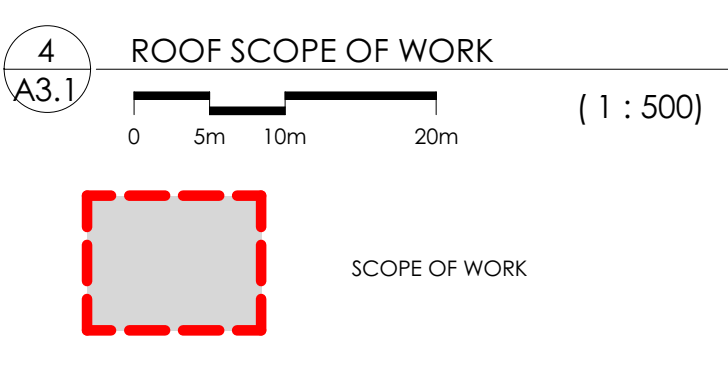 4
A3.1
ROOF SCOPE OF WORK
( 1 : 500)
0 5m 10m 20m
SCOPE OF WORK